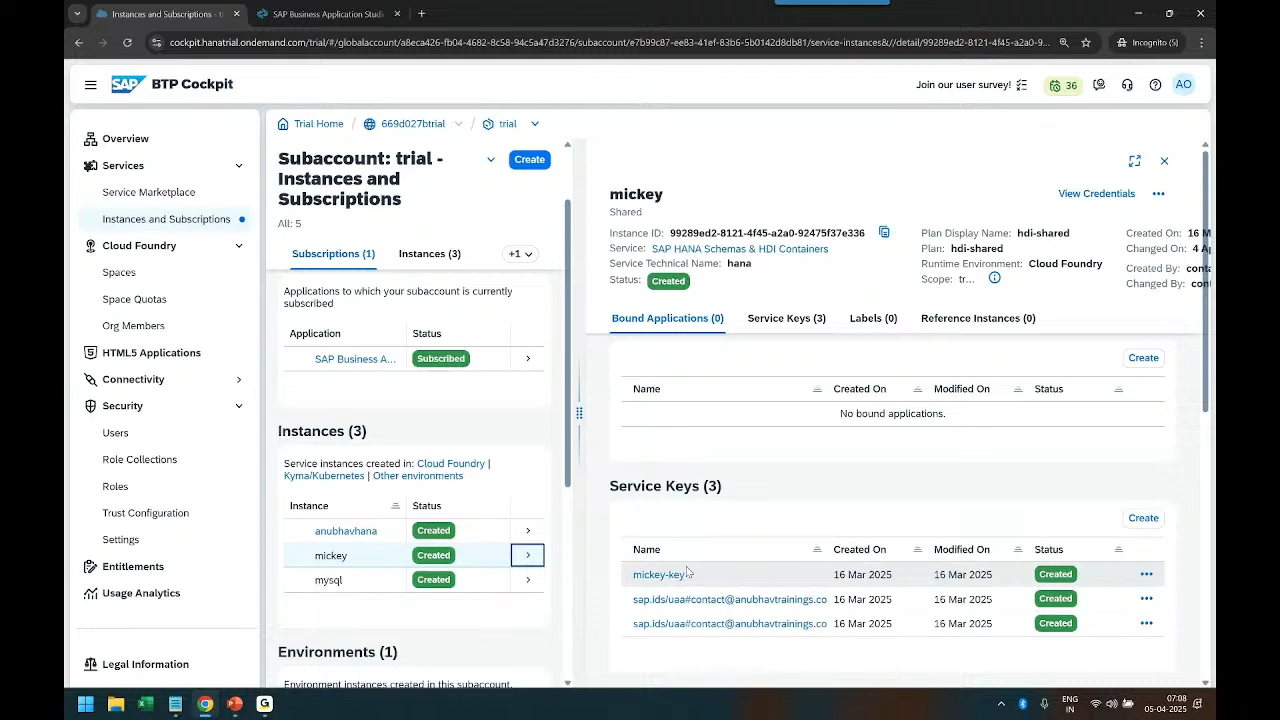 Instances and Subscriptions - t
SAP Business Application Studi
cockpit.hanatrial.ondemand.com/trial/#/globalaccount/a8eca426-fb04-4682-8c58-94c5a47d3276/subaccount/e7b99c87-ee83-41ef-83b6-5b0142d8db81/service-instances&//detail/99289ed2-8121-4f45-a2a0-9...
Incognito (5)
SAP BTP Cockpit
Join our user survey!
36
AO
Overview
Services
Service Marketplace
Instances and Subscriptions
Cloud Foundry
Spaces
Space Quotas
Org Members
HTML5 Applications
Connectivity
Security
Users
Role Collections
Roles
Trust Configuration
Settings
Entitlements
Usage Analytics
Legal Information
Trial Home / 669d027btrial / trial
Subaccount: trial -
Instances and
Subscriptions
Create
All: 5
Subscriptions (1)
Instances (3)
+1
Applications to which your subaccount is currently
subscribed
Application Status
SAP Business A... Subscribed
Instances (3)
Service instances created in: Cloud Foundry |
Kyma/Kubernetes | Other environments
Instance Status
anubhavhana Created
mickey Created
mysql Created
Environments (1)
Environment instances created in this subaccount.
mickey
Shared
View Credentials
Instance ID: 99289ed2-8121-4f45-a2a0-92475f37e336
Service: SAP HANA Schemas & HDI Containers
Service Technical Name: hana
Status: Created
Plan Display Name: hdi-shared
Plan: hdi-shared
Runtime Environment: Cloud Foundry
Scope: tr...
Created On: 16 M
Changed On: 4 A
Created By: conta
Changed By: cont
Bound Applications (0)
Service Keys (3)
Labels (0)
Reference Instances (0)
Create
Name Created On Modified On Status
No bound applications.
Service Keys (3)
Create
Name Created On Modified On Status
mickey-key 16 Mar 2025 16 Mar 2025 Created
sap.ids/uaa#contact@anubhavtrainings.co 16 Mar 2025 16 Mar 2025 Created
sap.ids/uaa#contact@anubhavtrainings.co 16 Mar 2025 16 Mar 2025 Created
ENG
IN
07:08
05-04-2025